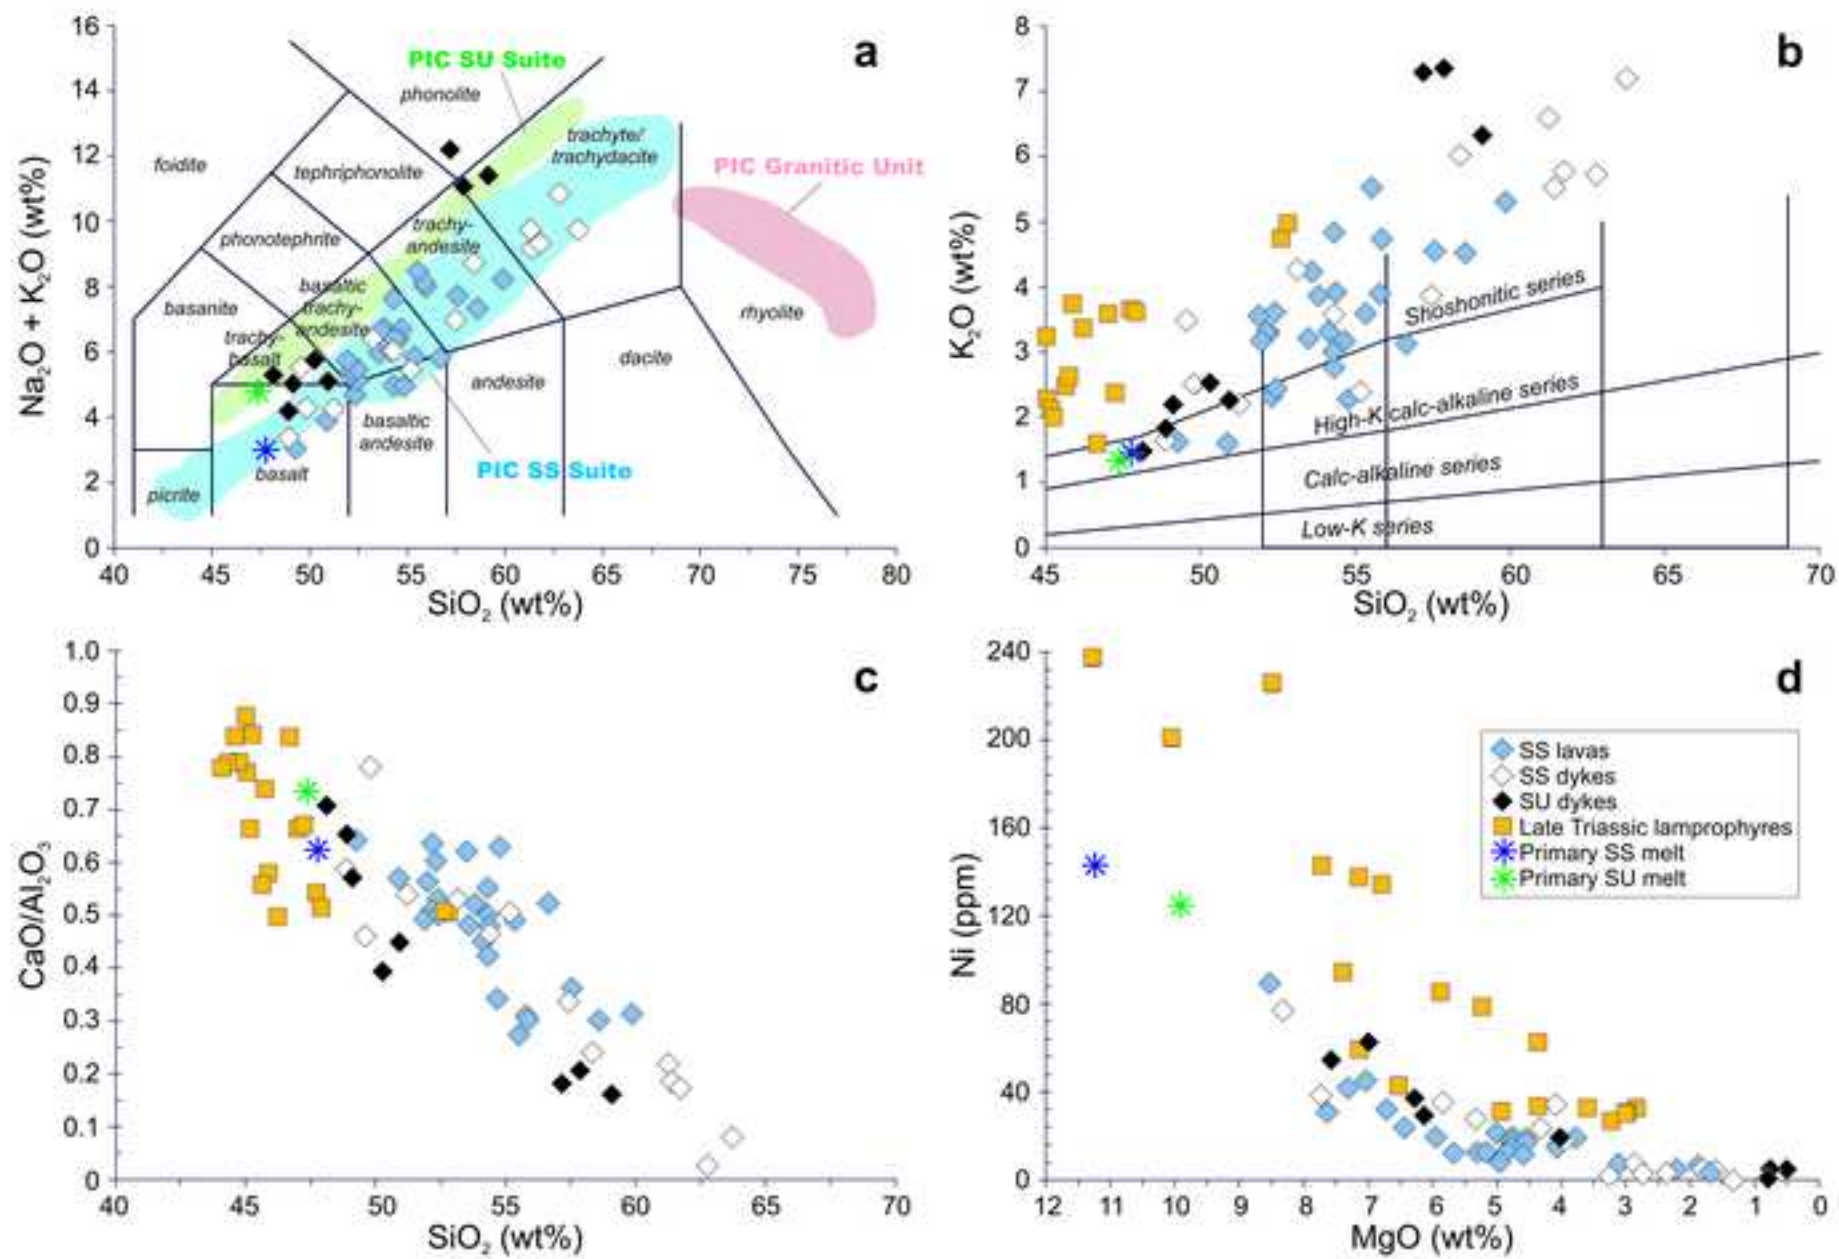 a
PIC SU Suite
phonolite
foidite
tephriphonolite
trachyte/
trachydacite
PIC Granitic Unit
phonotephrite
trachy-
andesite
basanite
basaltic
trachy-
andesite
trachy-
basalt
rhyolite
dacite
andesite
basaltic
andesite
PIC SS Suite
basalt
picrite
16
14
12
10
8
6
4
2
0
Na₂O + K₂O (wt%)
40 45 50 55 60 65 70 75 80
SiO₂ (wt%)
b
8
7
6
5
4
3
2
1
0
K₂O (wt%)
Shoshonitic series
High-K calc-alkaline series
Calc-alkaline series
Low-K series
45 50 55 60 65 70
SiO₂ (wt%)
c
1.0
0.9
0.8
0.7
0.6
0.5
0.4
0.3
0.2
0.1
0
CaO/Al₂O₃
40 45 50 55 60 65 70
SiO₂ (wt%)
d
240
200
160
120
80
40
0
Ni (ppm)
SS lavas
SS dykes
SU dykes
Late Triassic lamprophyres
Primary SS melt
Primary SU melt
12 11 10 9 8 7 6 5 4 3 2 1 0
MgO (wt%)